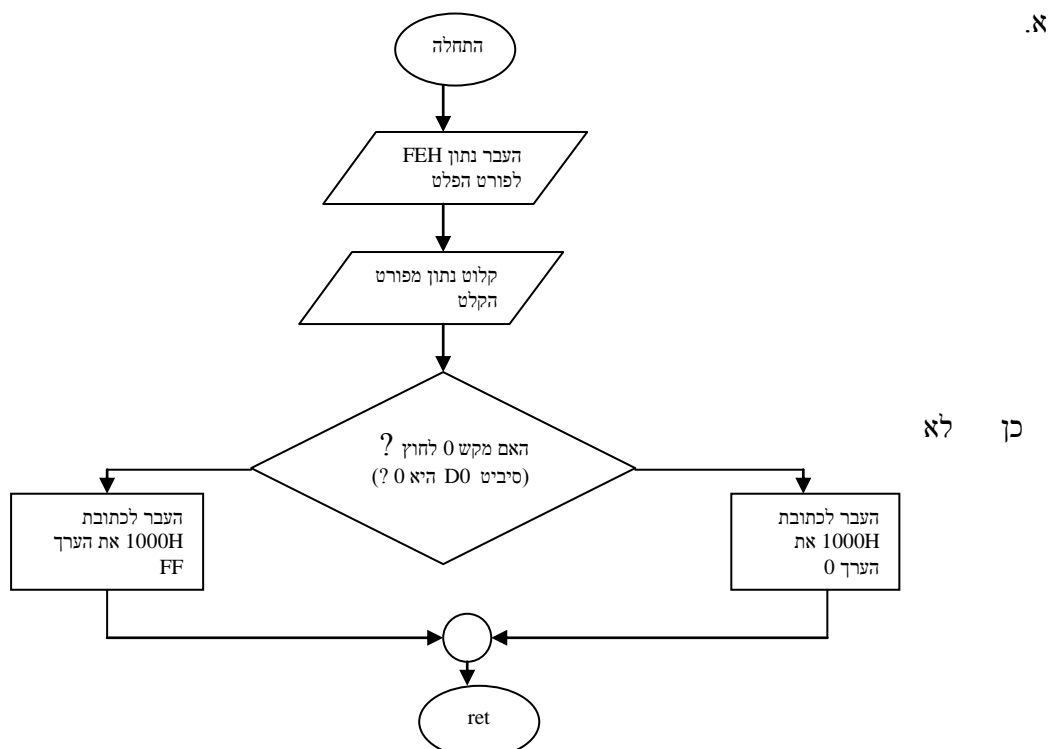 א.
התחלה
העבר נתון FEH
לפורט הפלט
קלוט נתון מפורט
הקלט
האם מקש 0 לחוץ ?
(סיביט D0 היא 0 ?)
כן לא
העבר לכתובת
1000H את
הערך 0
העבר לכתובת
1000H את הערך
FF
ret